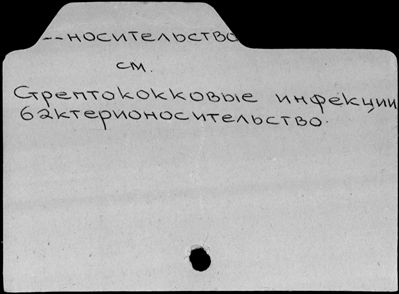 --носительство
см.
Стрептококковые инфекции
бактерионосительство.